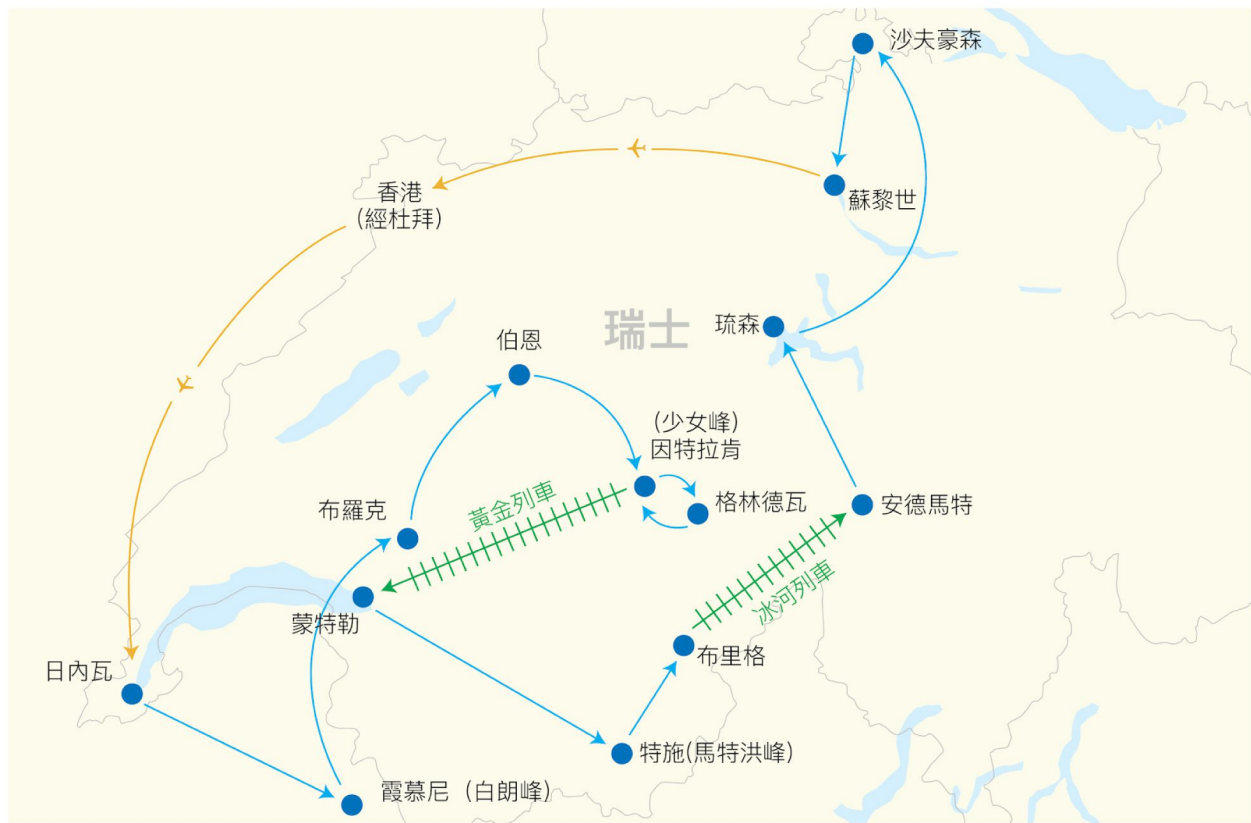 沙夫豪森
蘇黎世
香港
(經杜拜)
瑞士
琉森
伯恩
(少女峰)
因特拉肯
格林德瓦
安德馬特
黃金列車
布羅克
冰河列車
蒙特勒
布里格
日內瓦
特施(馬特洪峰)
霞慕尼（白朗峰）